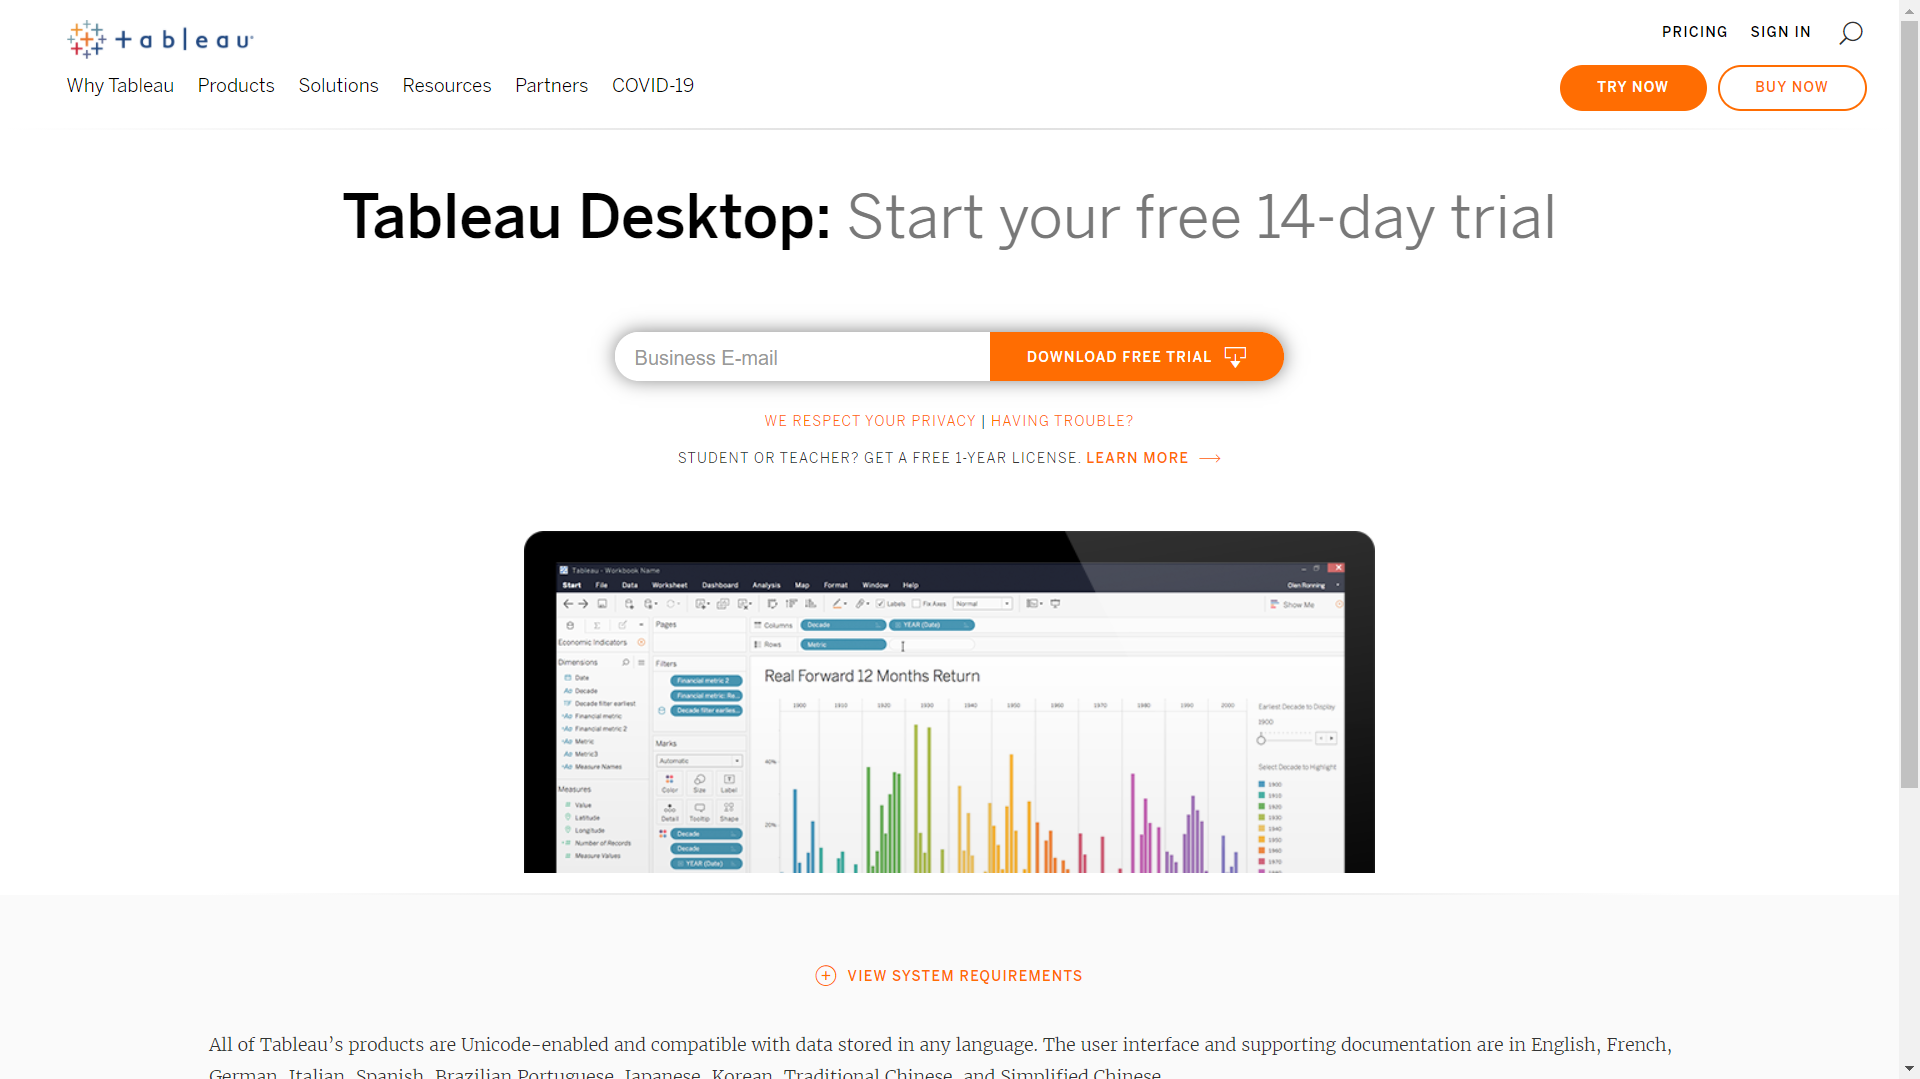 tableau
PRICING SIGN IN
Why Tableau Products Solutions Resources Partners COVID-19
TRY NOW BUY NOW
Tableau Desktop: Start your free 14-day trial
Business E-mail DOWNLOAD FREE TRIAL
WE RESPECT YOUR PRIVACY | HAVING TROUBLE?
STUDENT OR TEACHER? GET A FREE 1-YEAR LICENSE. LEARN MORE
Tableau - Workbook Name
Start File Data Worksheet Dashboard Analysis Map Format Window Help
Labels Fix Axes Normal Show Me
Pages Columns Decade YEAR (Date)
Economic Indicators Rows Metric
Dimensions Filters
Real Forward 12 Months Return
Date Financial metric 2
Decade Financial metric: Re...
Decade filter earliest Decade filter earlies...
1900 1910 1920 1930 1940 1950 1960 1970 1980 1990 2000
Earliest Decade to Display
Financial metric
1900
Financial metric 2
Metric Marks
Metric3 Automatic 40%
Measure Names
Select Decade to Highlight
Color Size Label
Measures 1900
Value 1910
Latitude Detail Tooltip Shape 1920
Longitude 20% 1930
Number of Records Decade 1940
Measure Values Decade 1950
YEAR (Date) 1960
1970
VIEW SYSTEM REQUIREMENTS
All of Tableau’s products are Unicode-enabled and compatible with data stored in any language. The user interface and supporting documentation are in English, French,
German, Italian, Spanish, Brazilian Portuguese, Japanese, Korean, Traditional Chinese, and Simplified Chinese.